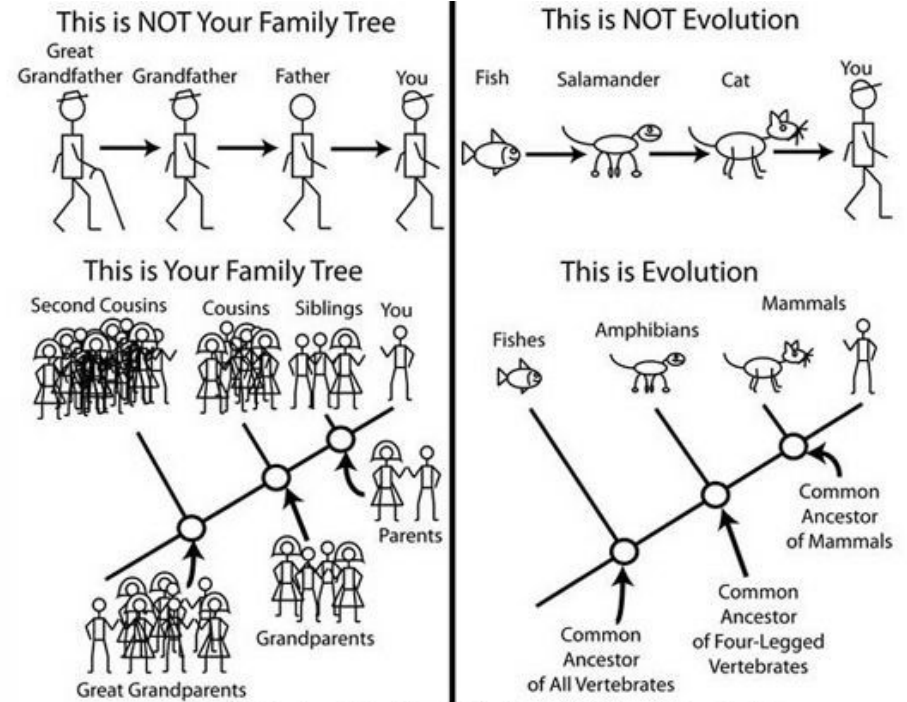 This is NOT Your Family Tree
Great
Grandfather Grandfather Father You
This is Your Family Tree
Second Cousins Cousins Siblings You
Parents
Grandparents
Great Grandparents
This is NOT Evolution
Fish Salamander Cat You
This is Evolution
Fishes Amphibians Mammals
Common
Ancestor
of Mammals
Common
Ancestor
of Four-Legged
Vertebrates
Common
Ancestor
of All Vertebrates